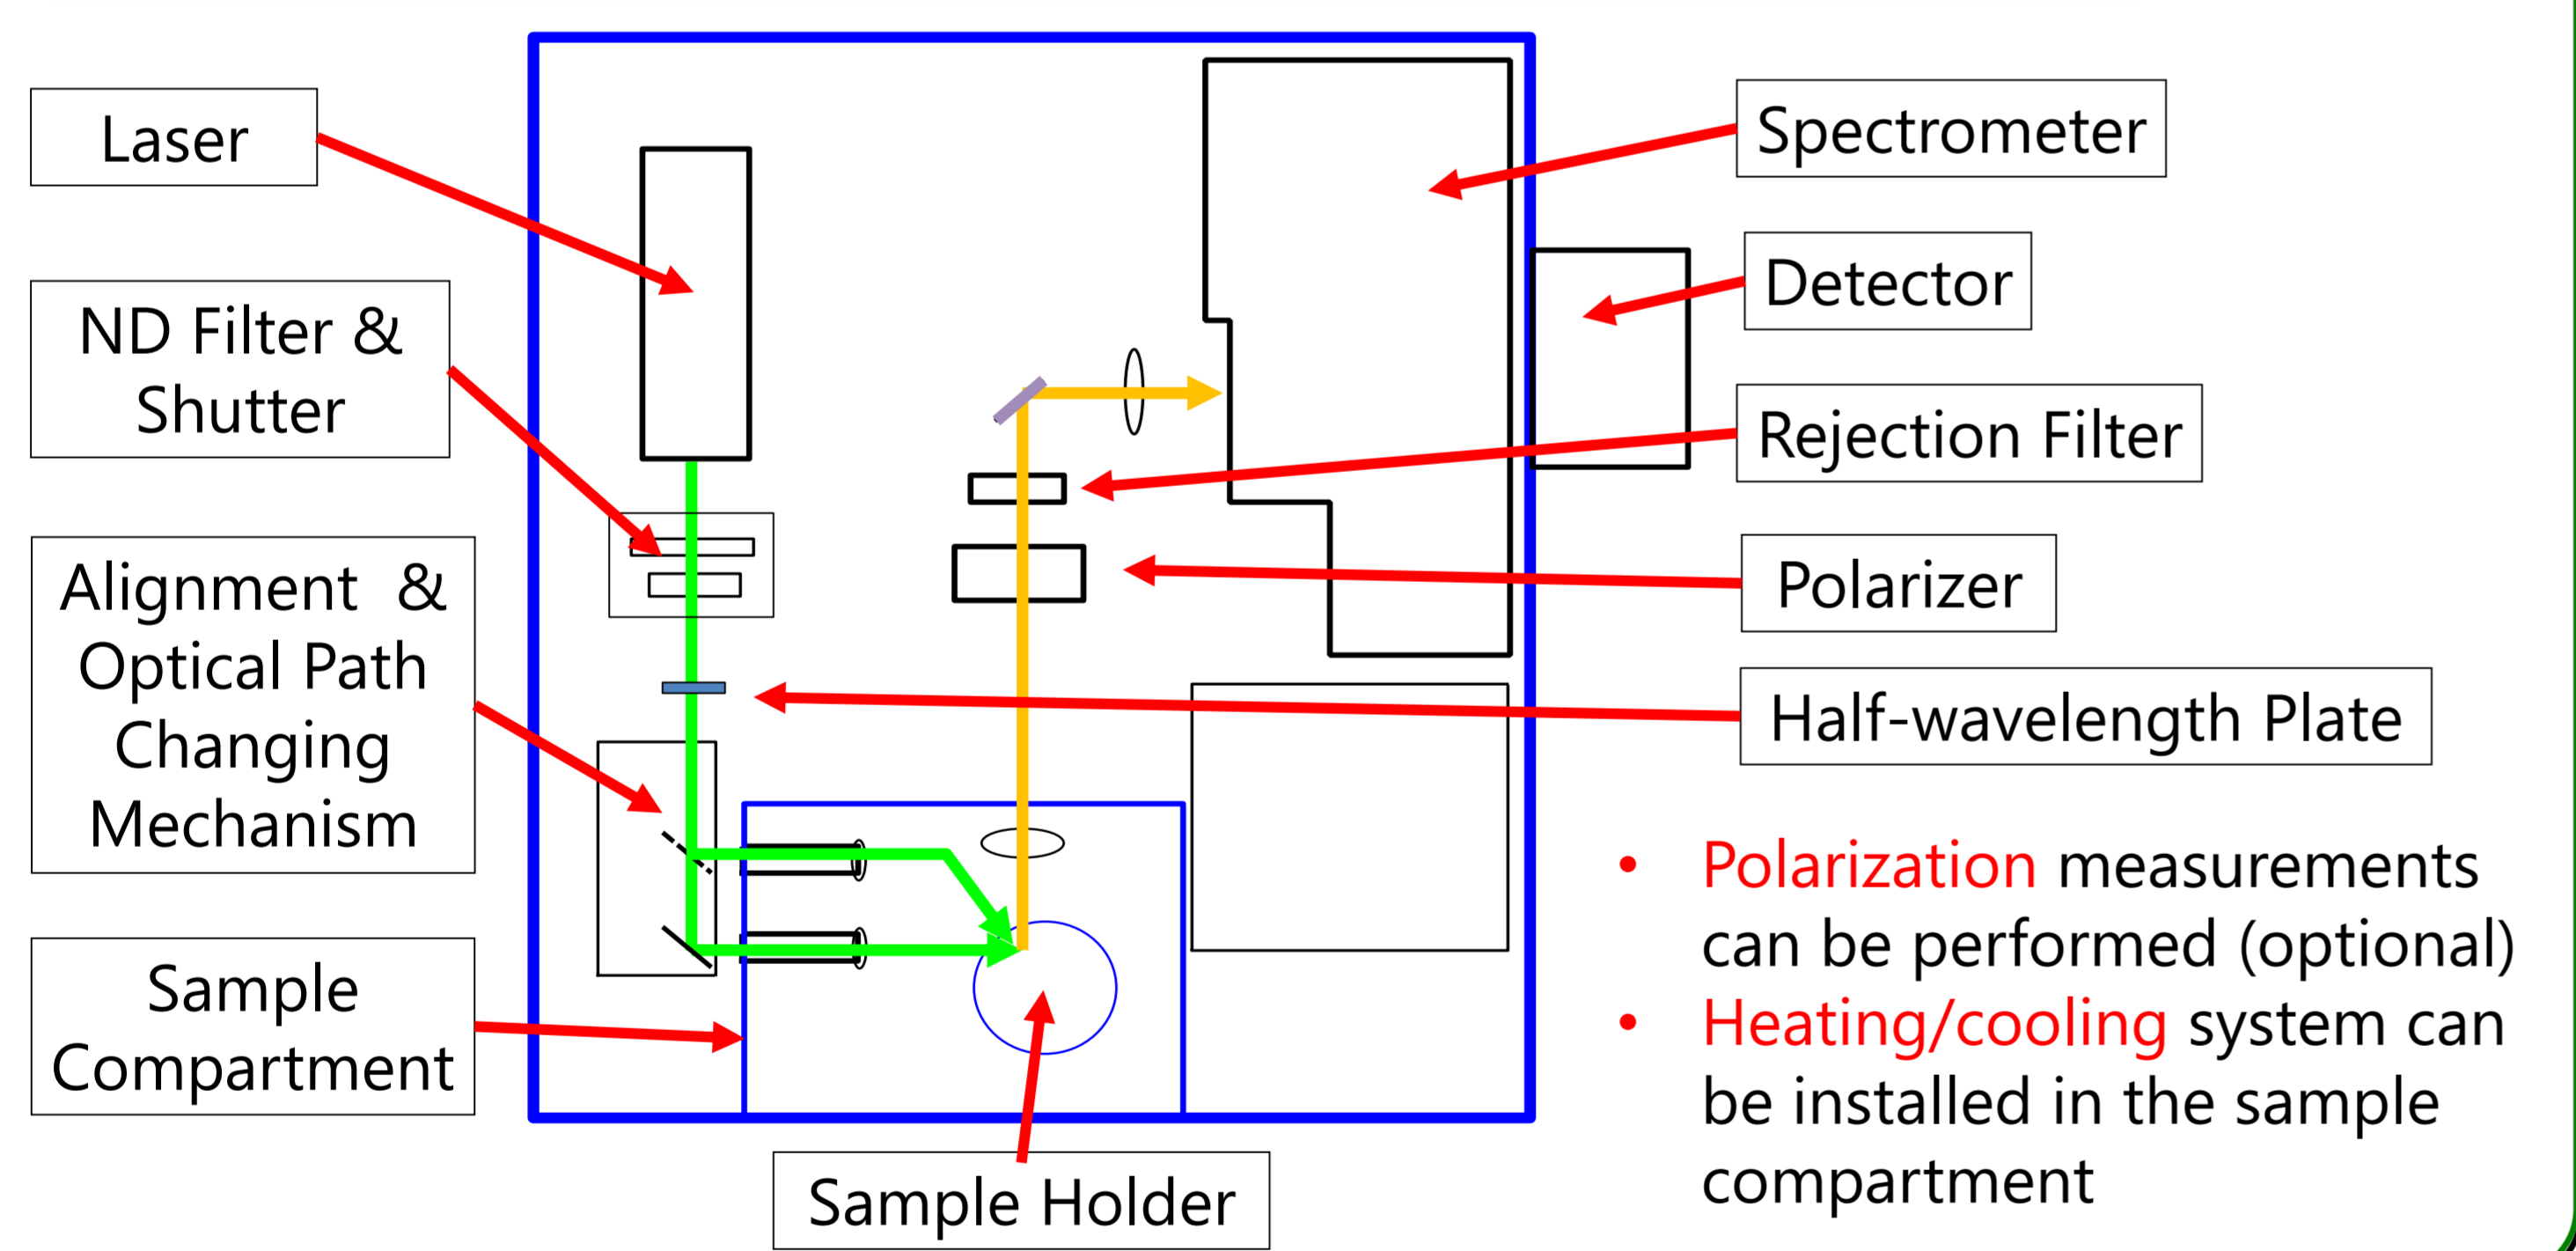 Laser
ND Filter &
Shutter
Alignment  &
Optical Path
Changing
Mechanism
Sample
Compartment
Sample Holder
Spectrometer
Detector
Rejection Filter
Polarizer
Half-wavelength Plate
• Polarization measurements
can be performed (optional)
• Heating/cooling system can
be installed in the sample
compartment